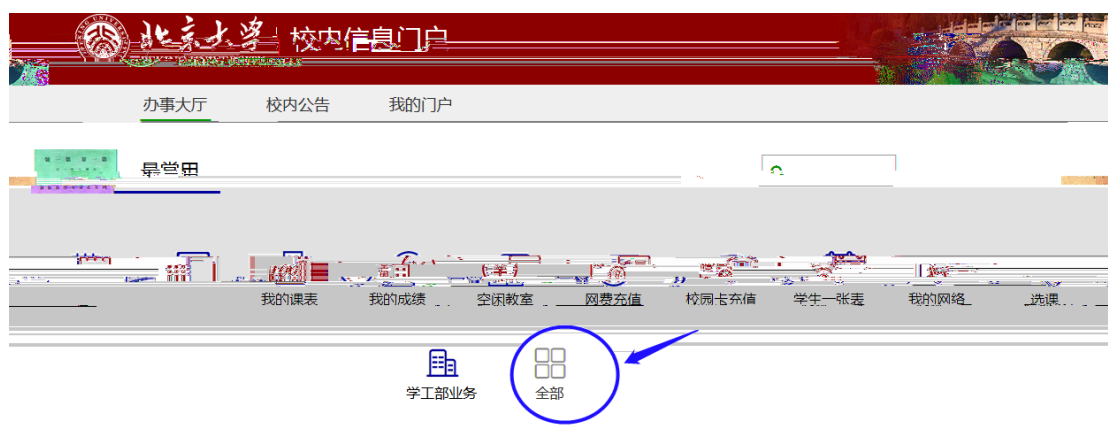 北京大学 校内信息门户
办事大厅 校内公告 我的门户
最常用
我的课表 我的成绩 空闲教室 网费充值 校园卡充值 学生一张表 我的网络 选课
学工部业务 全部